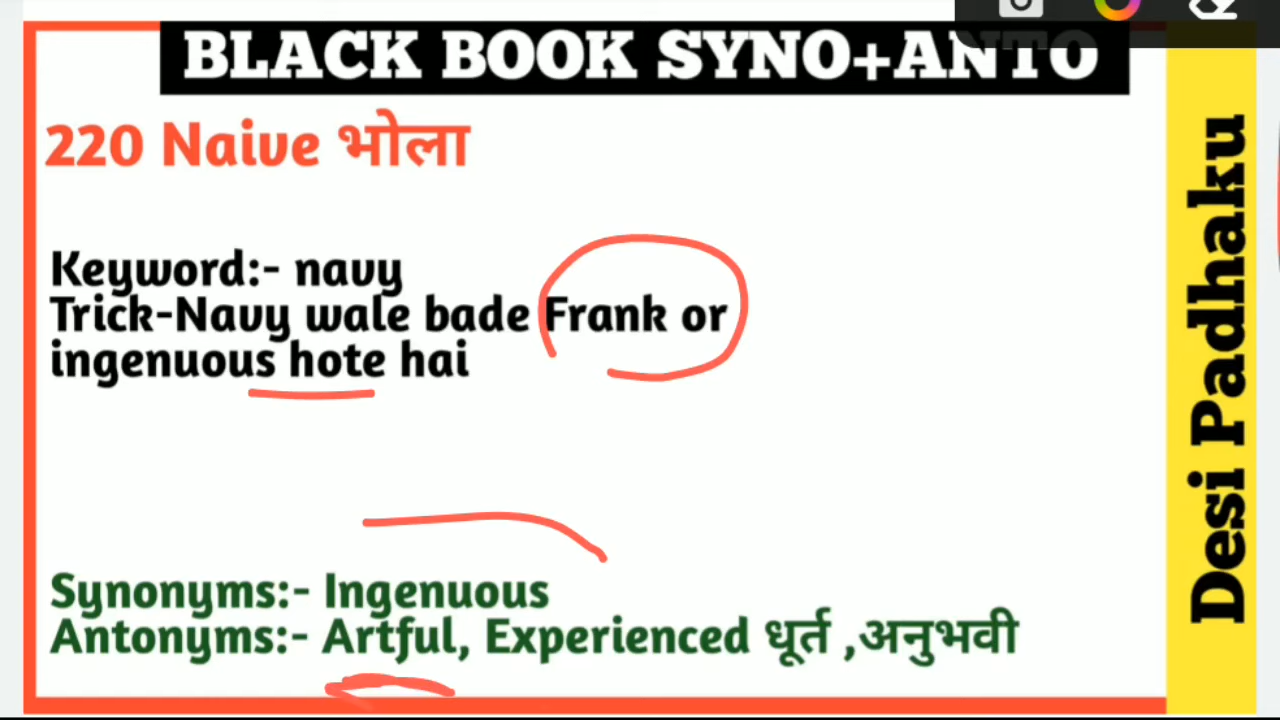 BLACK BOOK SYNO+ANTO
220 Naive भोला
Keyword:- navy
Trick-Navy wale bade Frank or
ingenuous hote hai
Synonyms:- Ingenuous
Antonyms:- Artful, Experienced धूर्त ,अनुभवी
Desi Padhaku